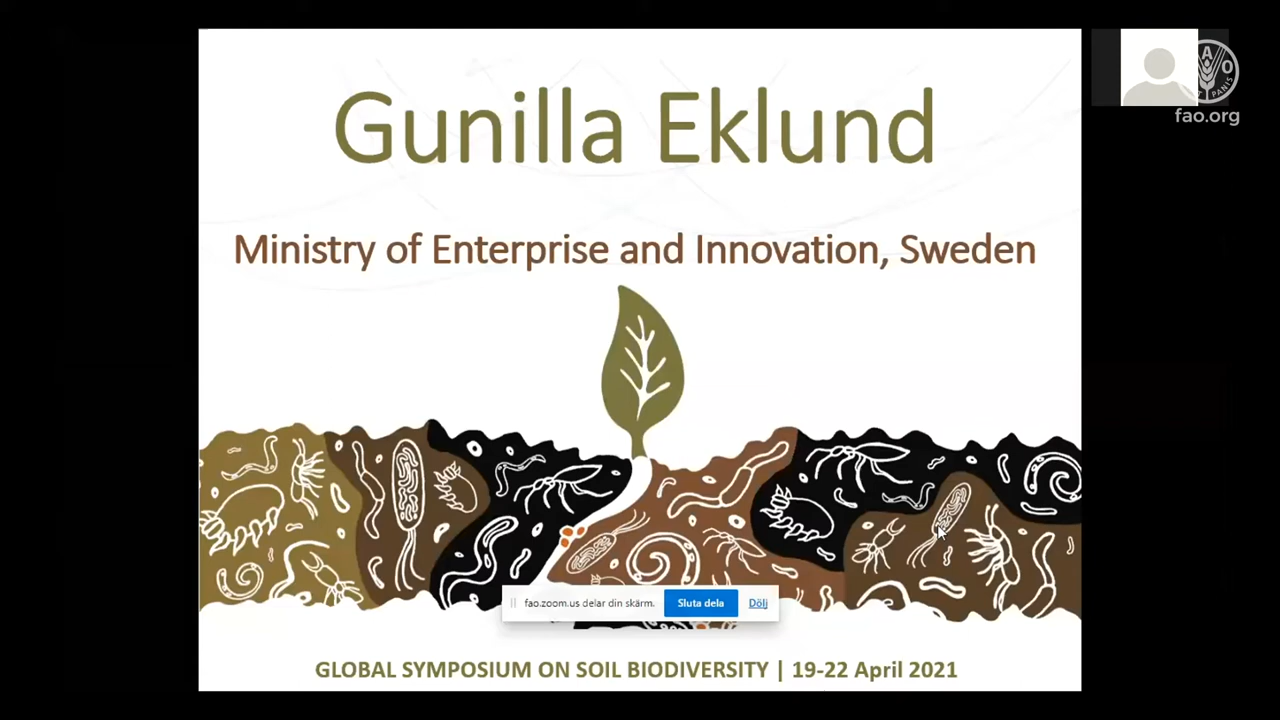 Gunilla Eklund
Ministry of Enterprise and Innovation, Sweden
fao.org
fao.zoom.us delar din skärm.
Sluta dela
Dölj
GLOBAL SYMPOSIUM ON SOIL BIODIVERSITY | 19-22 April 2021